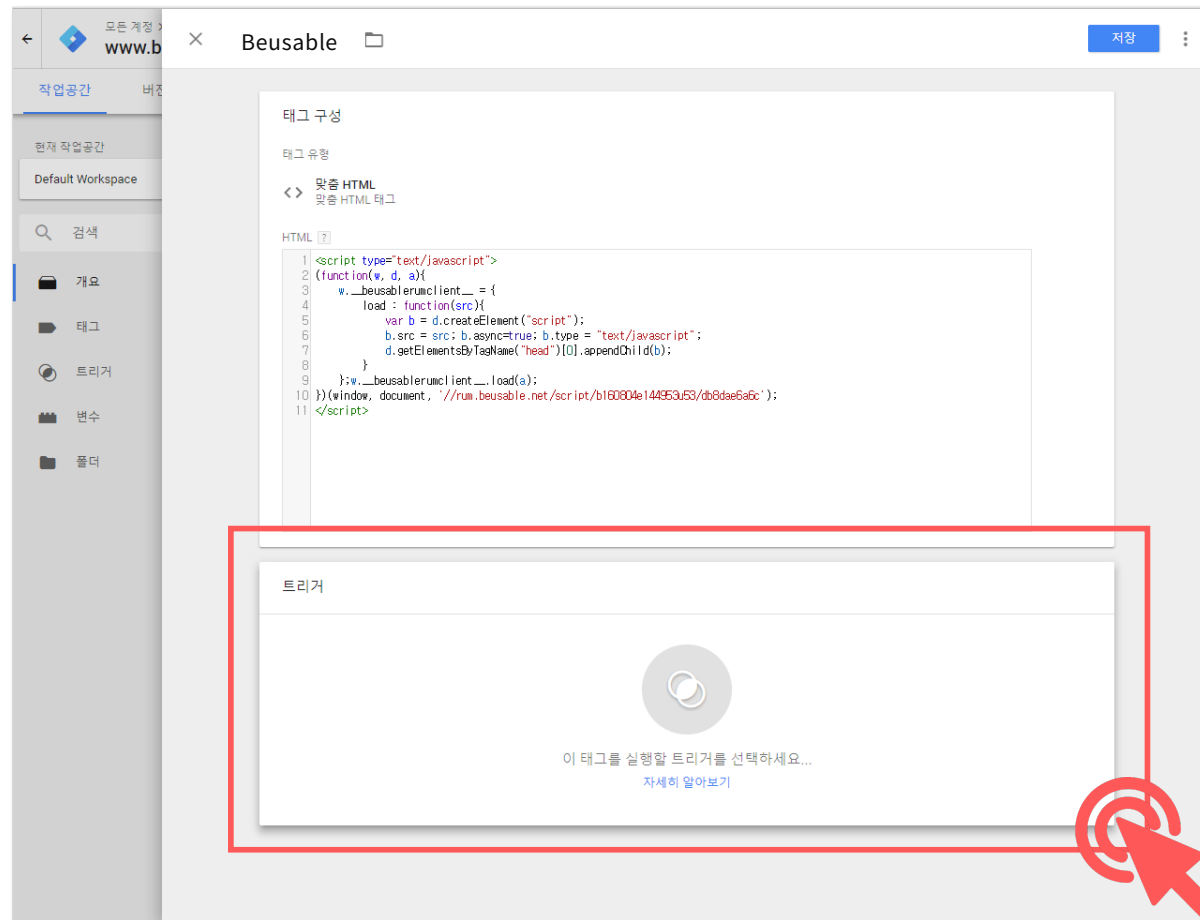 모든 계정 >
www.b
Beusable
저장
작업공간
버전
현재 작업공간
Default Workspace
검색
개요
태그
트리거
변수
폴더
태그 구성
태그 유형
맞춤 HTML
맞춤 HTML 태그
HTML ?
1 <script type="text/javascript">
2 (function(w, d, a){
3 w.__beusablerumclient__ = {
4 load : function(src){
5 var b = d.createElement("script");
6 b.src = src; b.async=true; b.type = "text/javascript";
7 d.getElementsByTagName("head")[0].appendChild(b);
8 }
9 };w.__beusablerumclient__.load(a);
10 })(window, document, '//rum.beusable.net/script/b160804e144953u53/db8dae6a6c');
11 </script>
트리거
이 태그를 실행할 트리거를 선택하세요...
자세히 알아보기